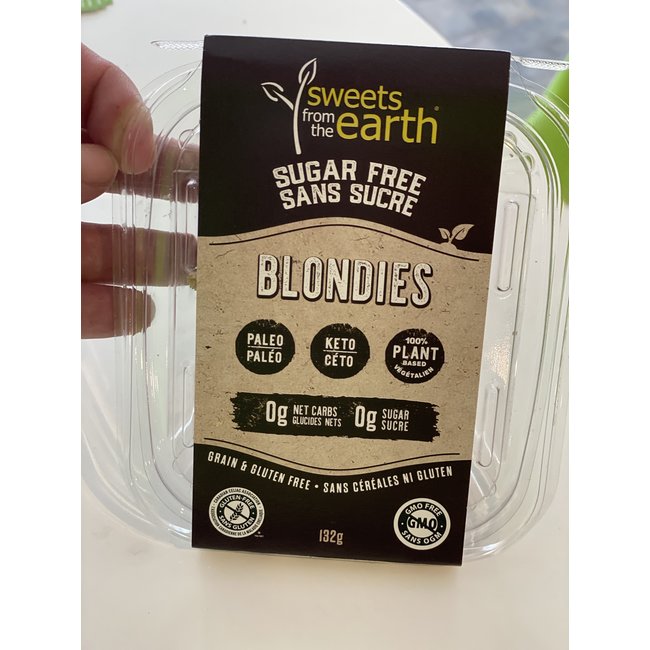 sweets
from
the earth®
SUGAR FREE
SANS SUCRE
BLONDIES
PALEO
PALÉO
KETO
CÉTO
100%
PLANT
BASED
VÉGÉTALIEN
0g NET CARBS
GLUCIDES NETS
0g SUGAR
SUCRE
GRAIN & GLUTEN FREE • SANS CÉRÉALES NI GLUTEN
GLUTEN-FREE
SANS GLUTEN
132g
GMO FREE
GMO
SANS OGM